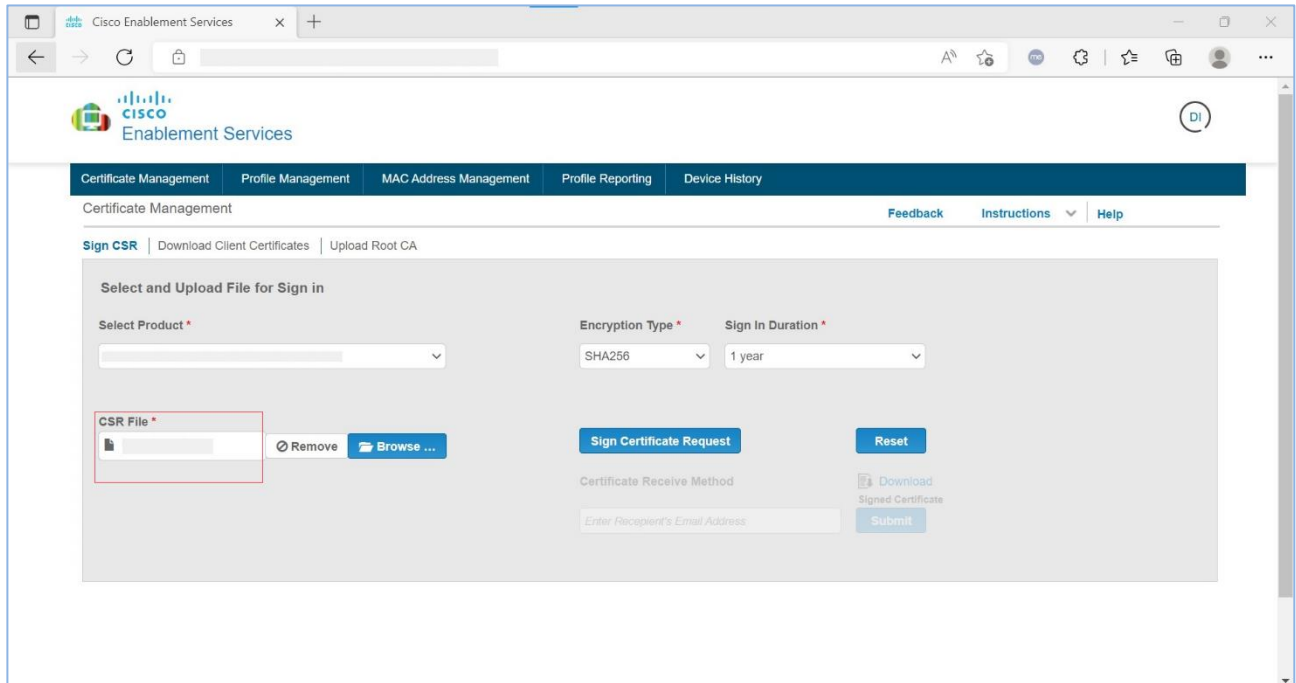 Cisco Enablement Services
CISCO
Enablement Services
DI
Certificate Management Profile Management MAC Address Management Profile Reporting Device History
Certificate Management
Feedback Instructions Help
Sign CSR Download Client Certificates Upload Root CA
Select and Upload File for Sign in
Select Product *
Encryption Type * Sign In Duration *
SHA256 1 year
CSR File *
Remove Browse ...
Sign Certificate Request Reset
Certificate Receive Method Download
Signed Certificate
Enter Recepient's Email Address Submit